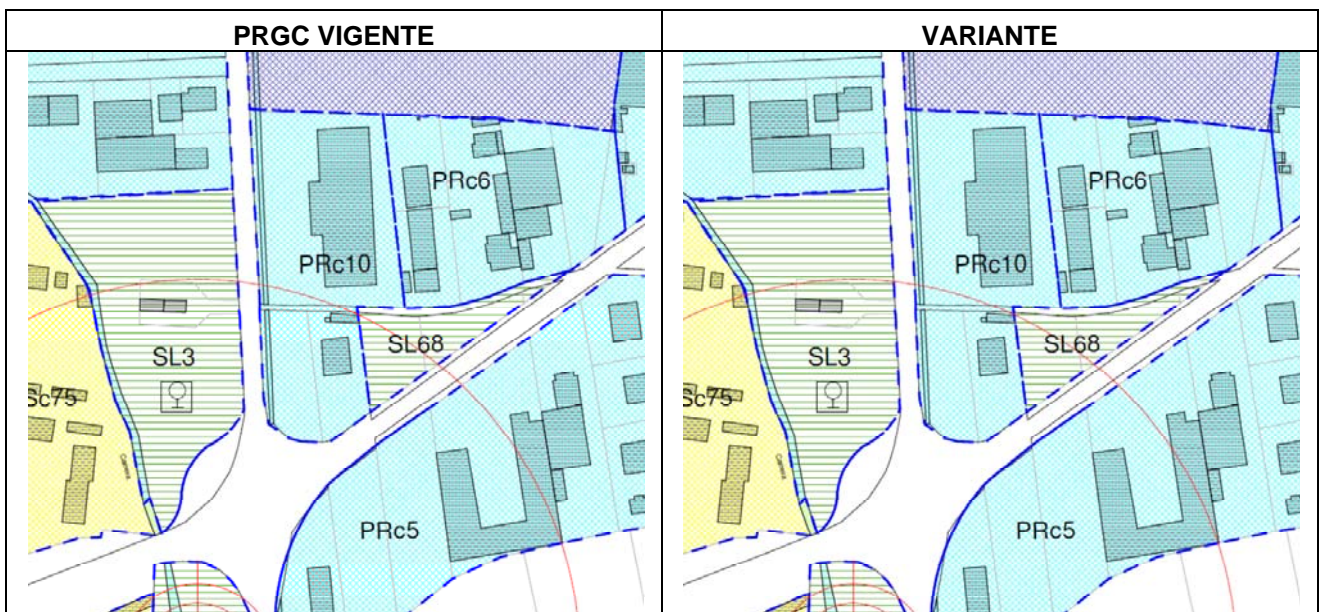 PRGC VIGENTE
VARIANTE
PRc6
PRc10
SL68
SL3
Sc75
PRc5
PRc6
PRc10
SL68
SL3
Sc75
PRc5